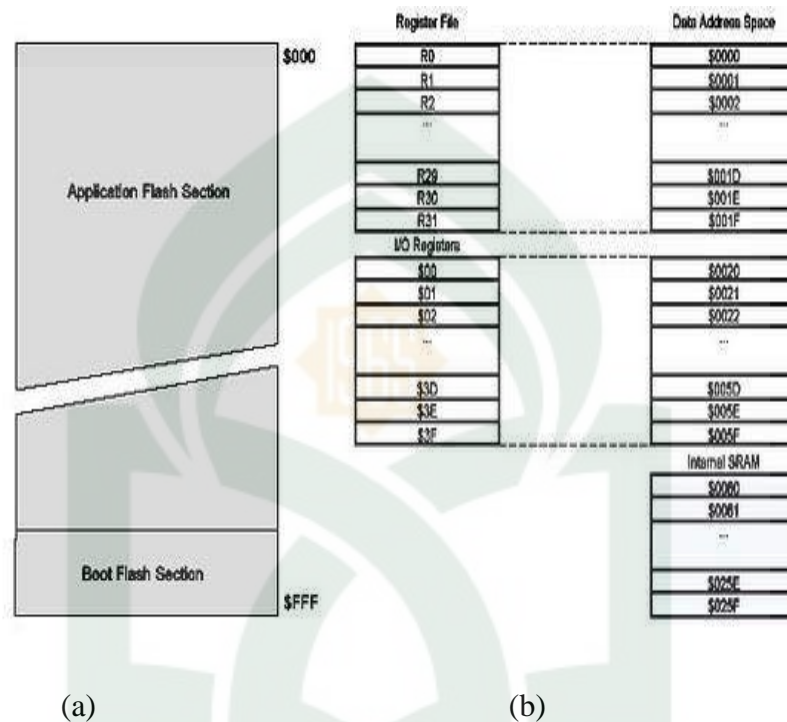 $000
Application Flash Section
Boot Flash Section
$FFF
(a)
Register File
Data Address Space
R0
$0000
R1
$0001
R2
$0002
...
...
R29
$001D
R30
$001E
R31
$001F
I/O Registers
$00
$0020
$01
$0021
$02
$0022
...
...
$3D
$005D
$3E
$005E
$3F
$005F
Internal SRAM
$0060
$0061
...
$025E
$025F
(b)
1965